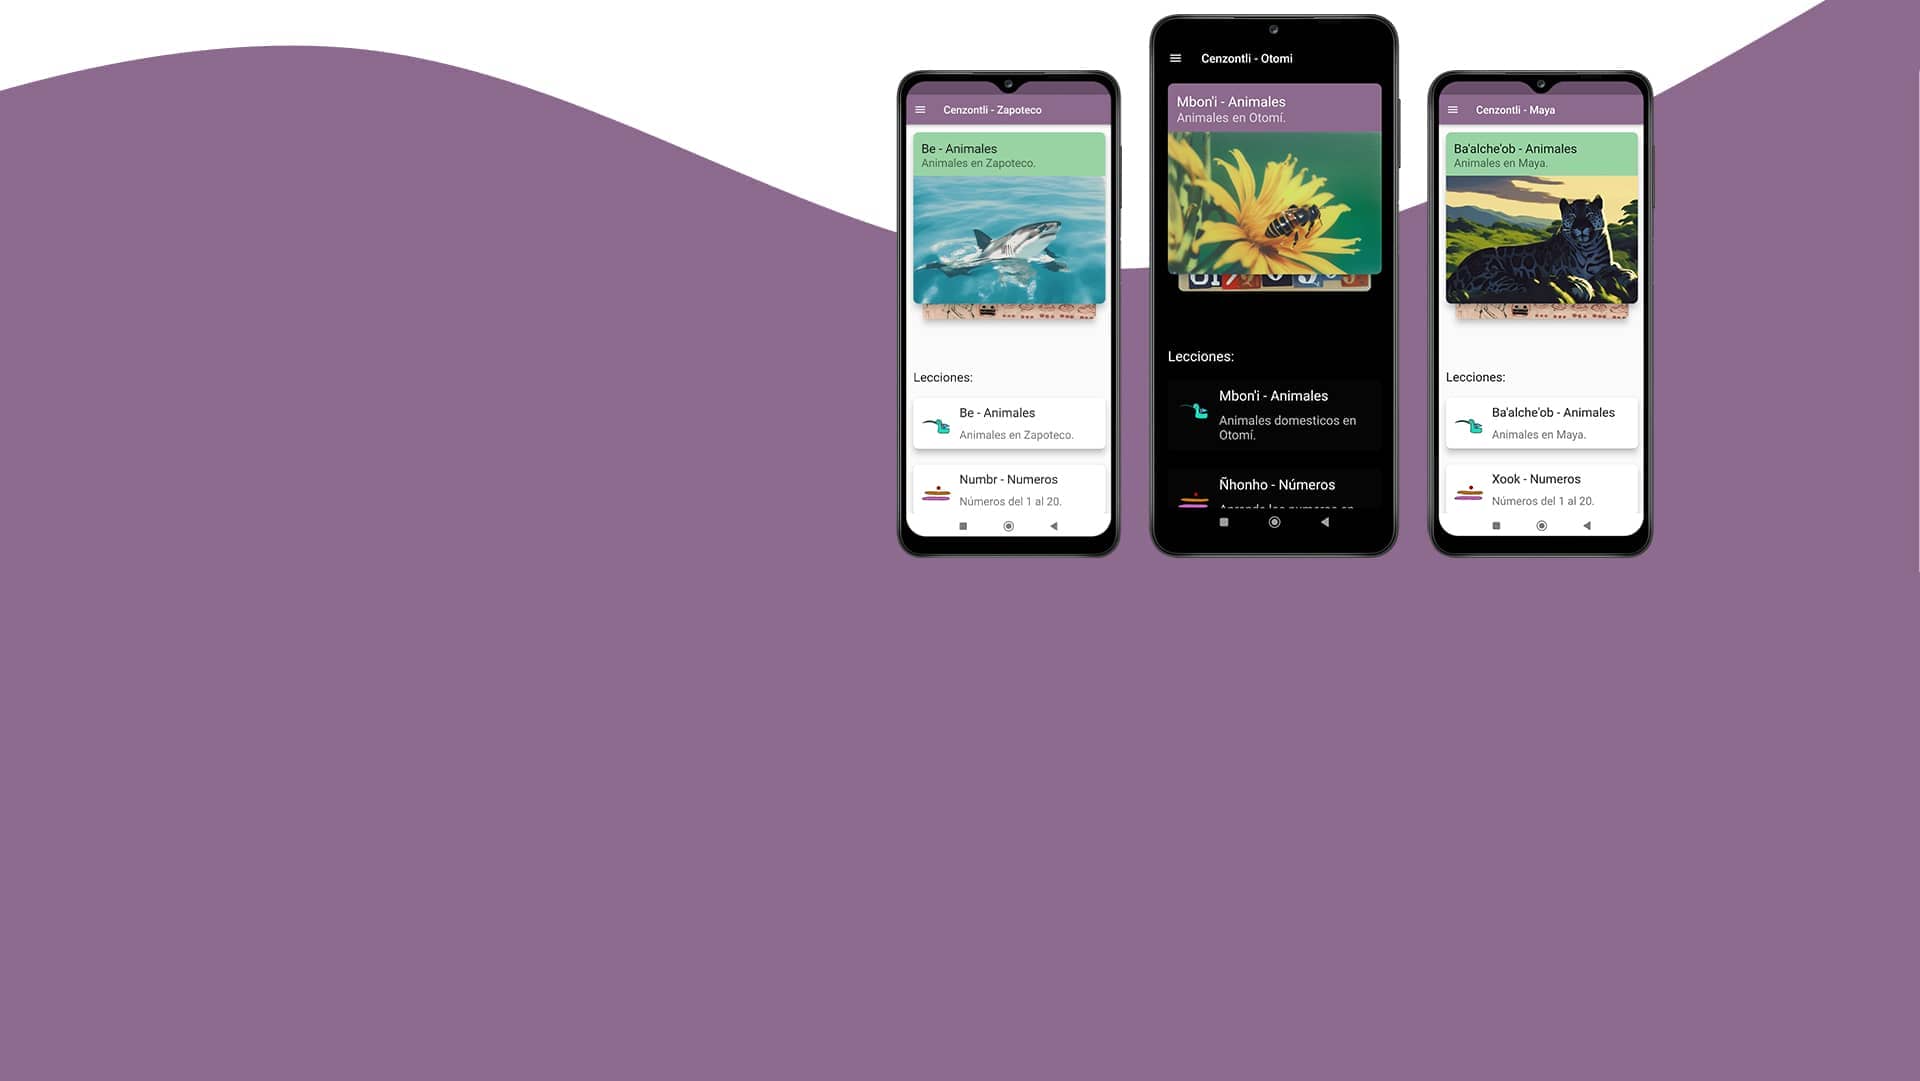 Cenzontli - Zapoteco
Be - Animales
Animales en Zapoteco.
Lecciones:
Be - Animales
Animales en Zapoteco.
Numbr - Numeros
Números del 1 al 20.
Cenzontli - Otomi
Mbon'i - Animales
Animales en Otomí.
Lecciones:
Mbon'i - Animales
Animales domesticos en
Otomí.
Ñhonho - Números
Cenzontli - Maya
Ba'alche'ob - Animales
Animales en Maya.
Lecciones:
Ba'alche'ob - Animales
Animales en Maya.
Xook - Numeros
Números del 1 al 20.